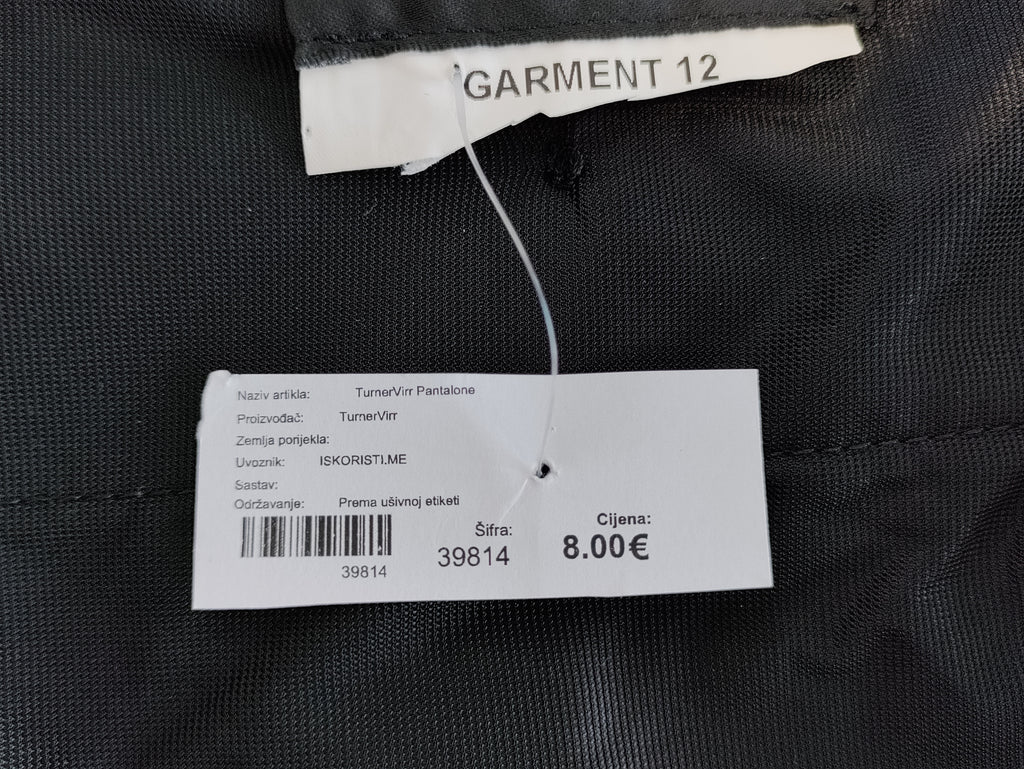 GARMENT 12
Naziv artikla: TurnerVirr Pantalone
Proizvođač: TurnerVirr
Zemlja porijekla:
Uvoznik: ISKORISTI.ME
Sastav:
Održavanje: Prema ušivnoj etiketi
39814
Šifra:
39814
Cijena:
8.00€